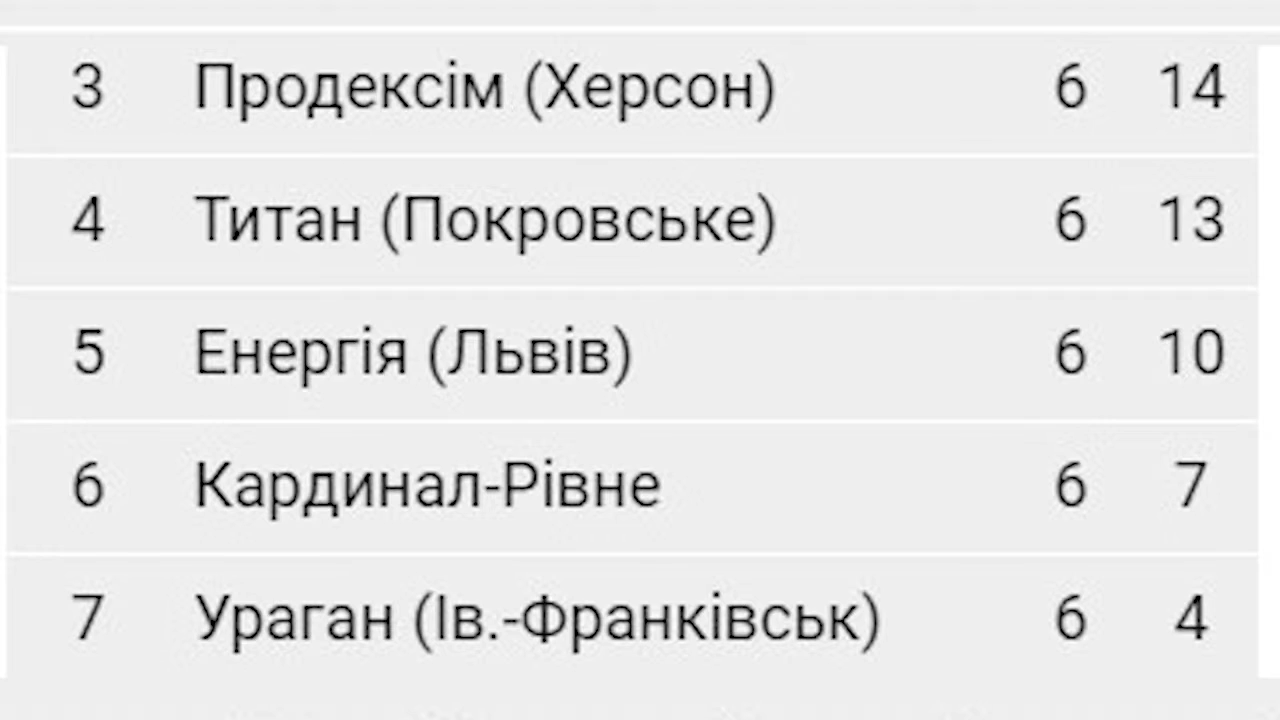 3 Продексім (Херсон) 6 14
4 Титан (Покровське) 6 13
5 Енергія (Львів) 6 10
6 Кардинал-Рівне 6 7
7 Ураган (Ів.-Франківськ) 6 4